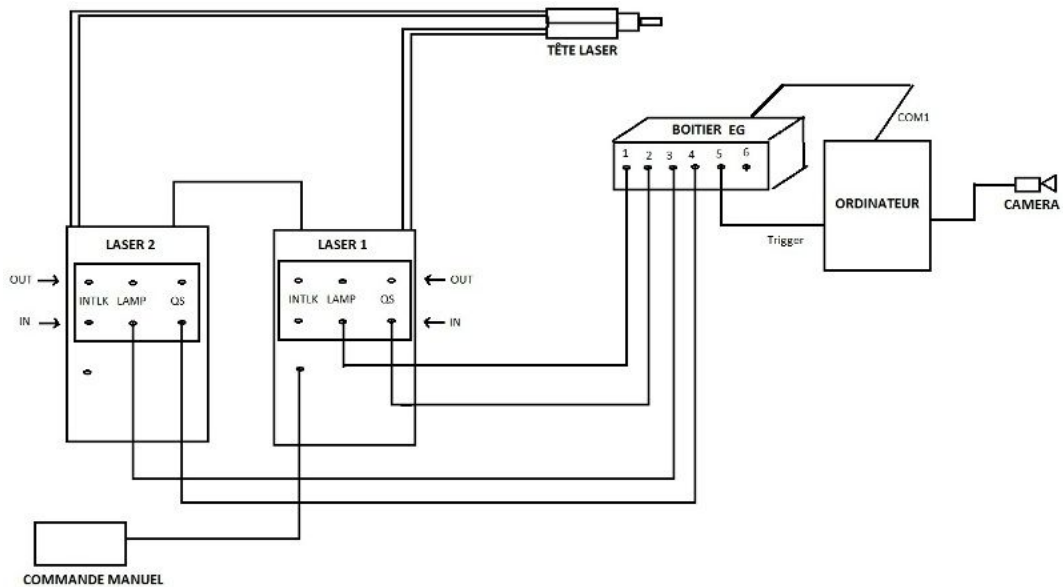 TÊTE LASER
BOITIER EG
1 2 3 4 5 6
COM1
ORDINATEUR
CAMERA
Trigger
LASER 2
OUT
INTLK LAMP QS
IN
LASER 1
OUT
INTLK LAMP QS
IN
COMMANDE MANUEL